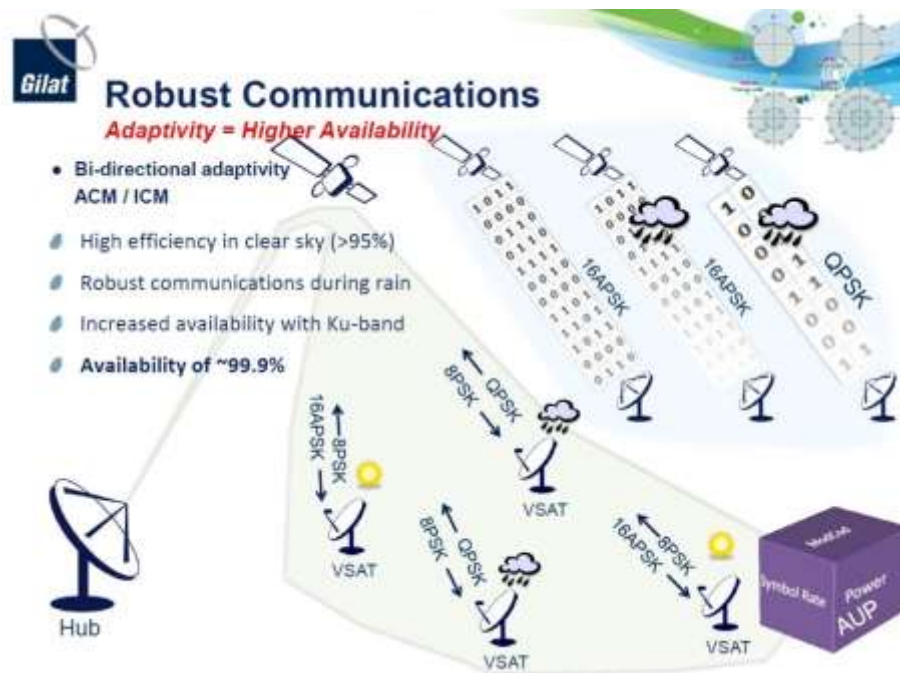 Gilat
Robust Communications
Adaptivity = Higher Availability
• Bi-directional adaptivity
ACM / ICM
High efficiency in clear sky (>95%)
Robust communications during rain
Increased availability with Ku-band
Availability of ~99.9%
16APSK
16APSK
QPSK
QPSK
8PSK
8PSK
16APSK
VSAT
VSAT
QPSK
8PSK
VSAT
8PSK
16APSK
VSAT
Hub
ModCod
Symbol Rate
Power
AUP